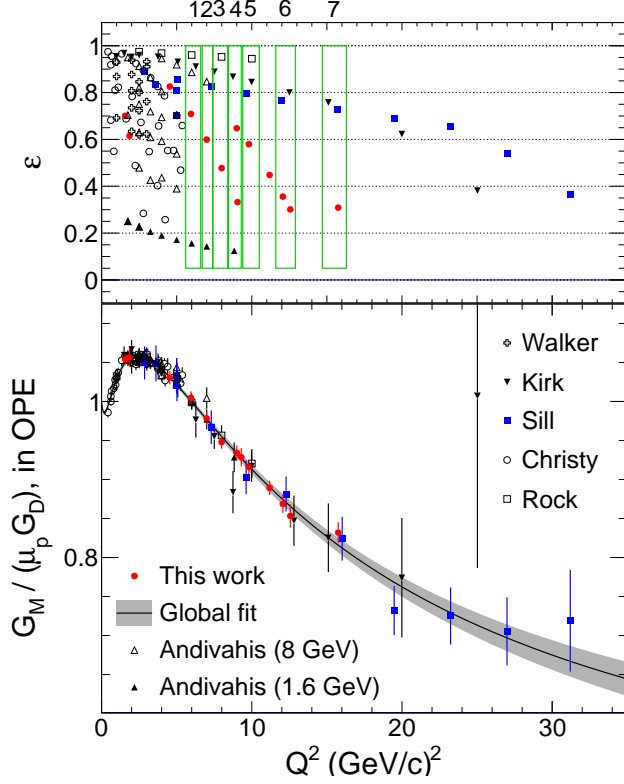 1 2 3 4 5 6 7
1
0.8
0.6
0.4
0.2
0
ε
1
0.8
G_M / (μ_p G_D), in OPE
Walker
Kirk
Sill
Christy
Rock
This work
Global fit
Andivahis (8 GeV)
Andivahis (1.6 GeV)
0 10 20 30
Q² (GeV/c)²